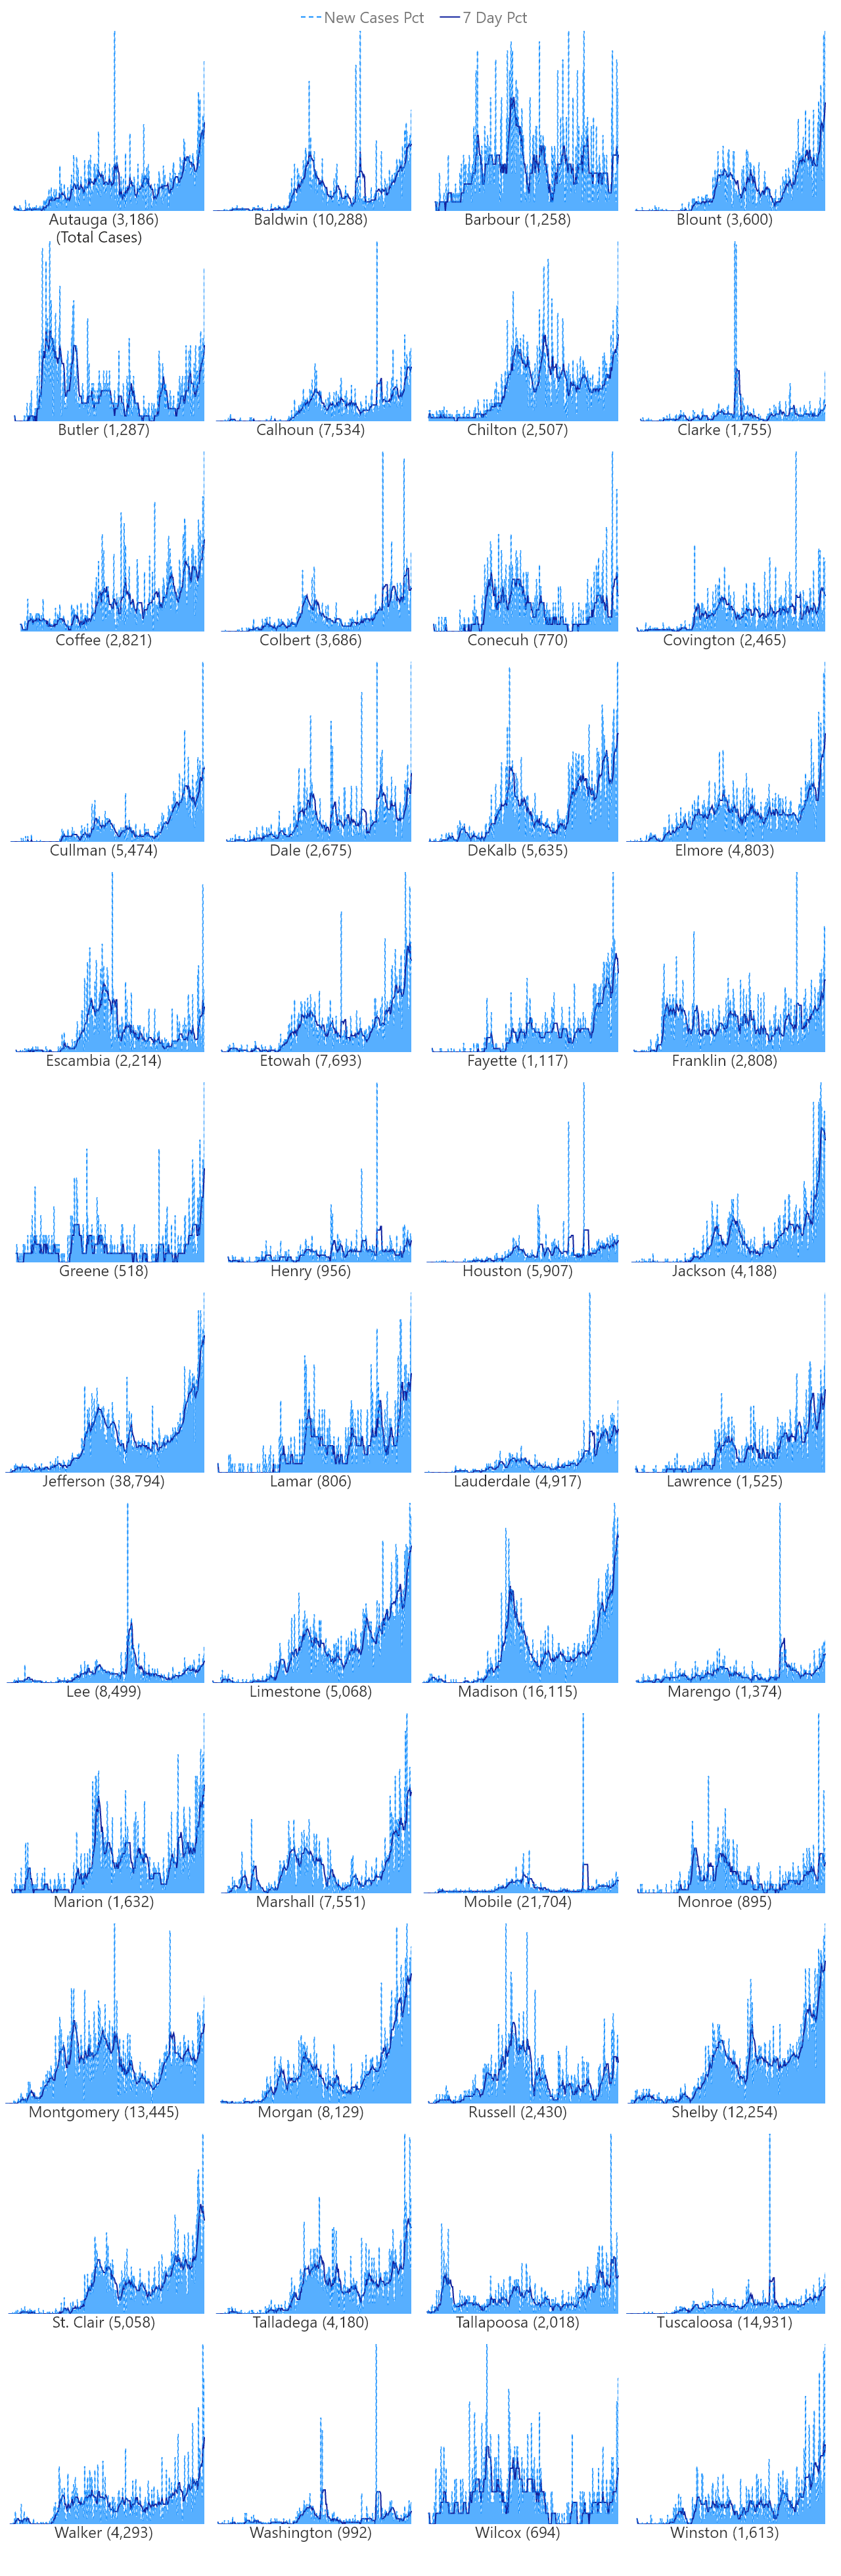 New Cases Pct 7 Day Pct
Autauga (3,186) Baldwin (10,288) Barbour (1,258) Blount (3,600)
(Total Cases)
Butler (1,287) Calhoun (7,534) Chilton (2,507) Clarke (1,755)
Coffee (2,821) Colbert (3,686) Conecuh (770) Covington (2,465)
Cullman (5,474) Dale (2,675) DeKalb (5,635) Elmore (4,803)
Escambia (2,214) Etowah (7,693) Fayette (1,117) Franklin (2,808)
Greene (518) Henry (956) Houston (5,907) Jackson (4,188)
Jefferson (38,794) Lamar (806) Lauderdale (4,917) Lawrence (1,525)
Lee (8,499) Limestone (5,068) Madison (16,115) Marengo (1,374)
Marion (1,632) Marshall (7,551) Mobile (21,704) Monroe (895)
Montgomery (13,445) Morgan (8,129) Russell (2,430) Shelby (12,254)
St. Clair (5,058) Talladega (4,180) Tallapoosa (2,018) Tuscaloosa (14,931)
Walker (4,293) Washington (992) Wilcox (694) Winston (1,613)